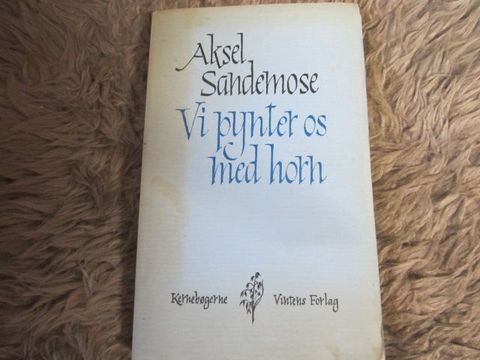 Aksel
Sandemose
Vi pynter os
med horn
Kernebøgerne Vintens Forlag